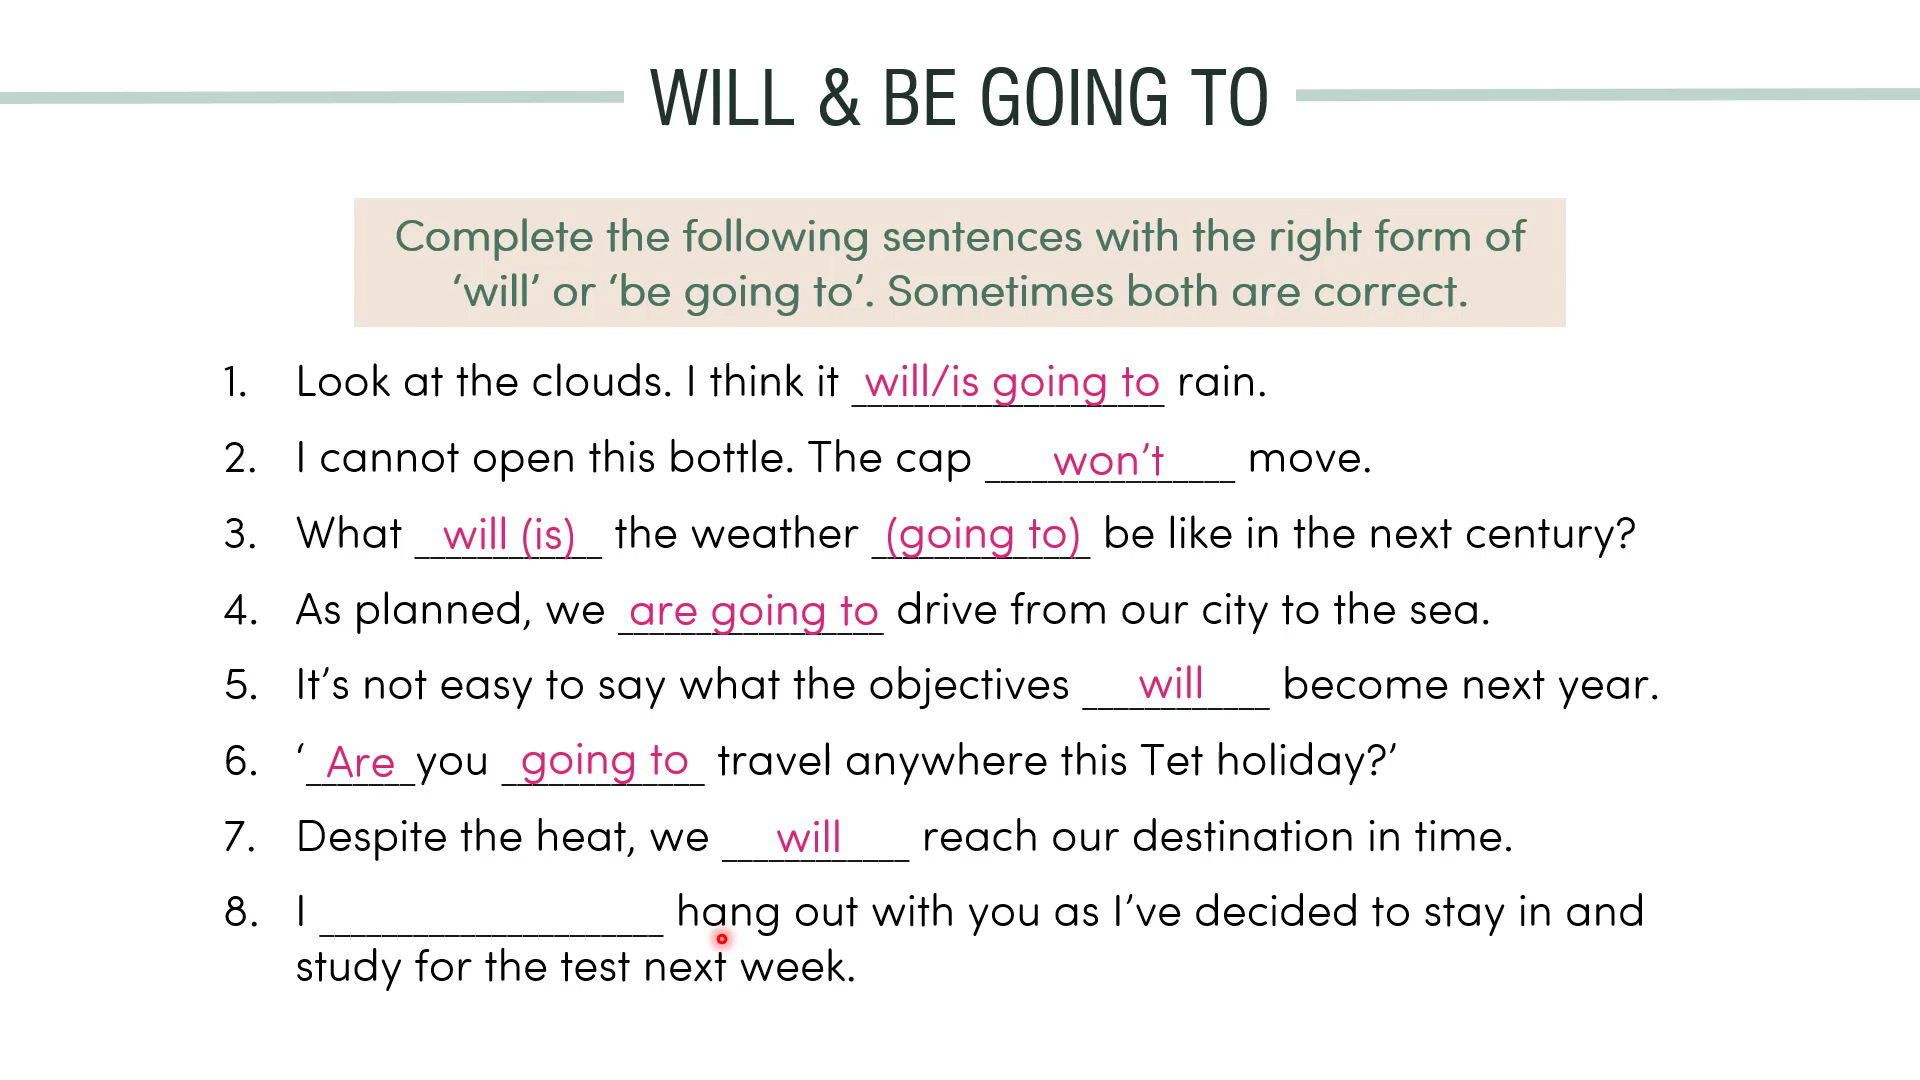 WILL & BE GOING TO
Complete the following sentences with the right form of
‘will’ or ‘be going to’. Sometimes both are correct.
1. Look at the clouds. I think it will/is going to rain.
2. I cannot open this bottle. The cap won’t move.
3. What will (is) the weather (going to) be like in the next century?
4. As planned, we are going to drive from our city to the sea.
5. It’s not easy to say what the objectives will become next year.
6. ‘Are you going to travel anywhere this Tet holiday?’
7. Despite the heat, we will reach our destination in time.
8. I ______________________ hang out with you as I’ve decided to stay in and
study for the test next week.